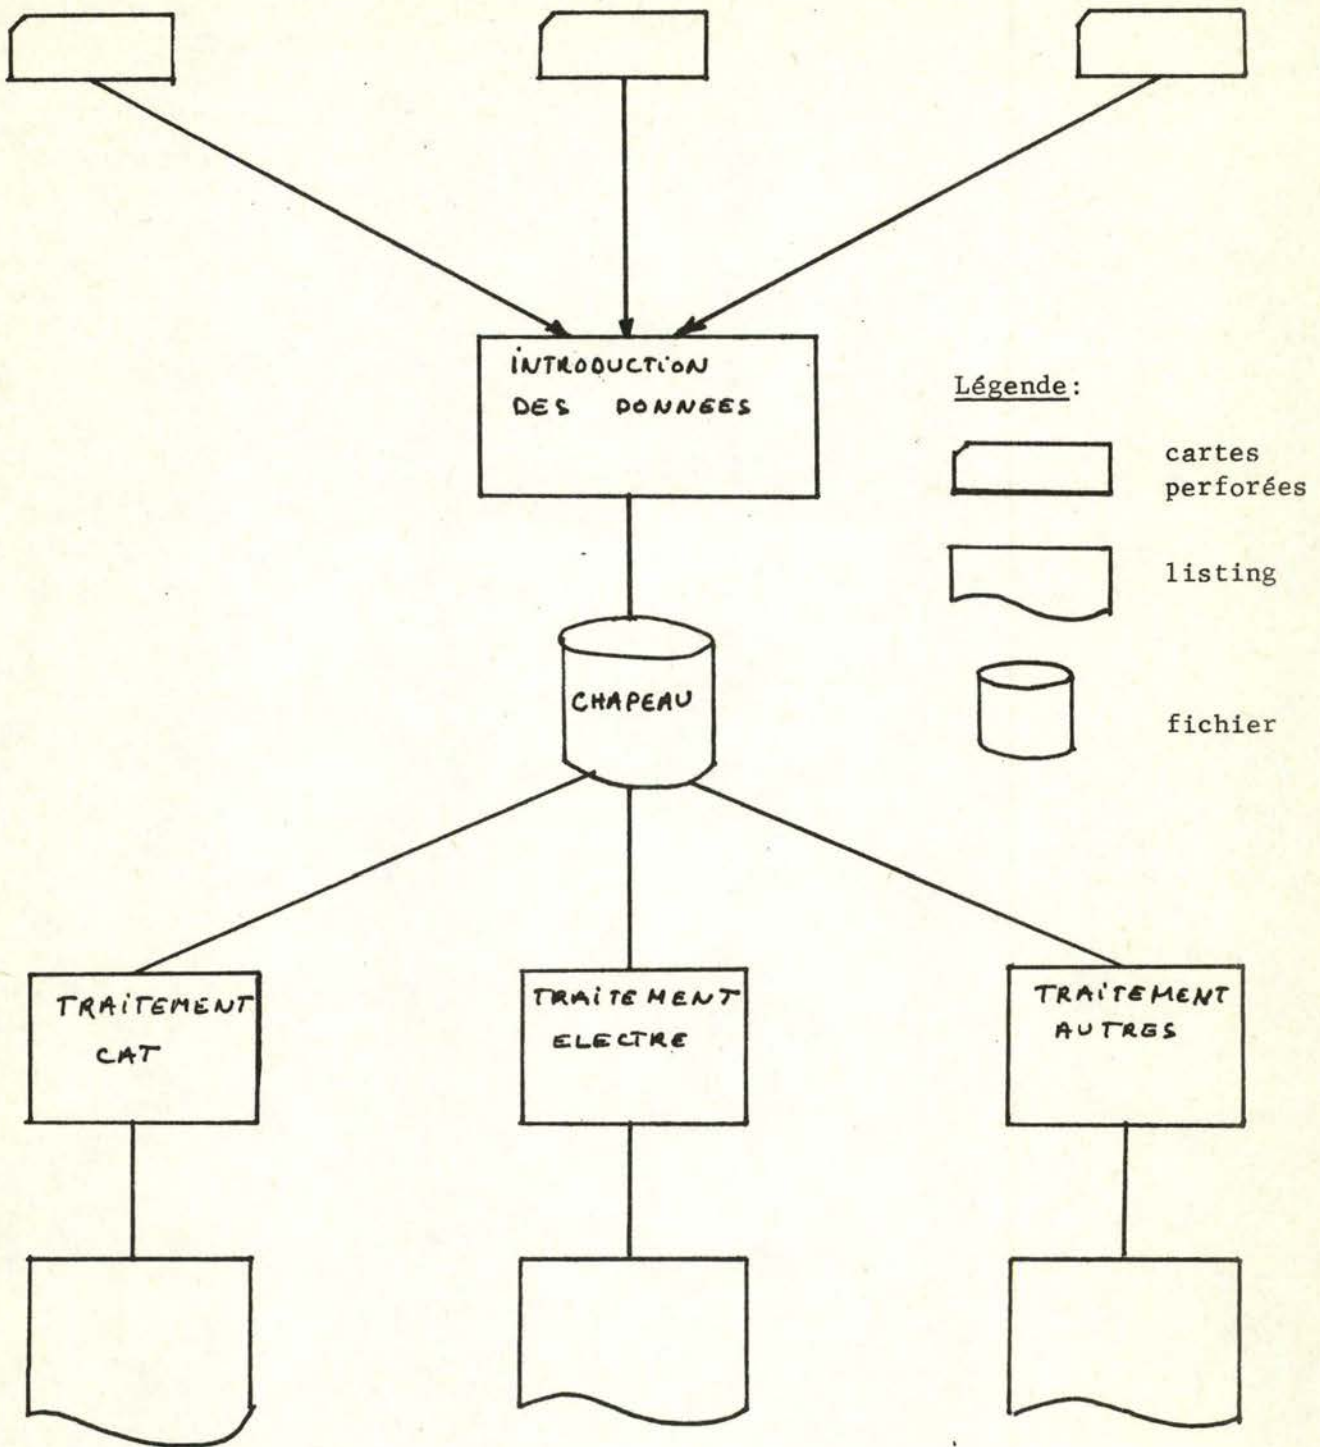 INTRODUCTION
DES DONNEES
Légende:
cartes
perforées
listing
CHAPEAU
fichier
TRAITEMENT
CAT
TRAITEMENT
ELECTRE
TRAITEMENT
AUTRES